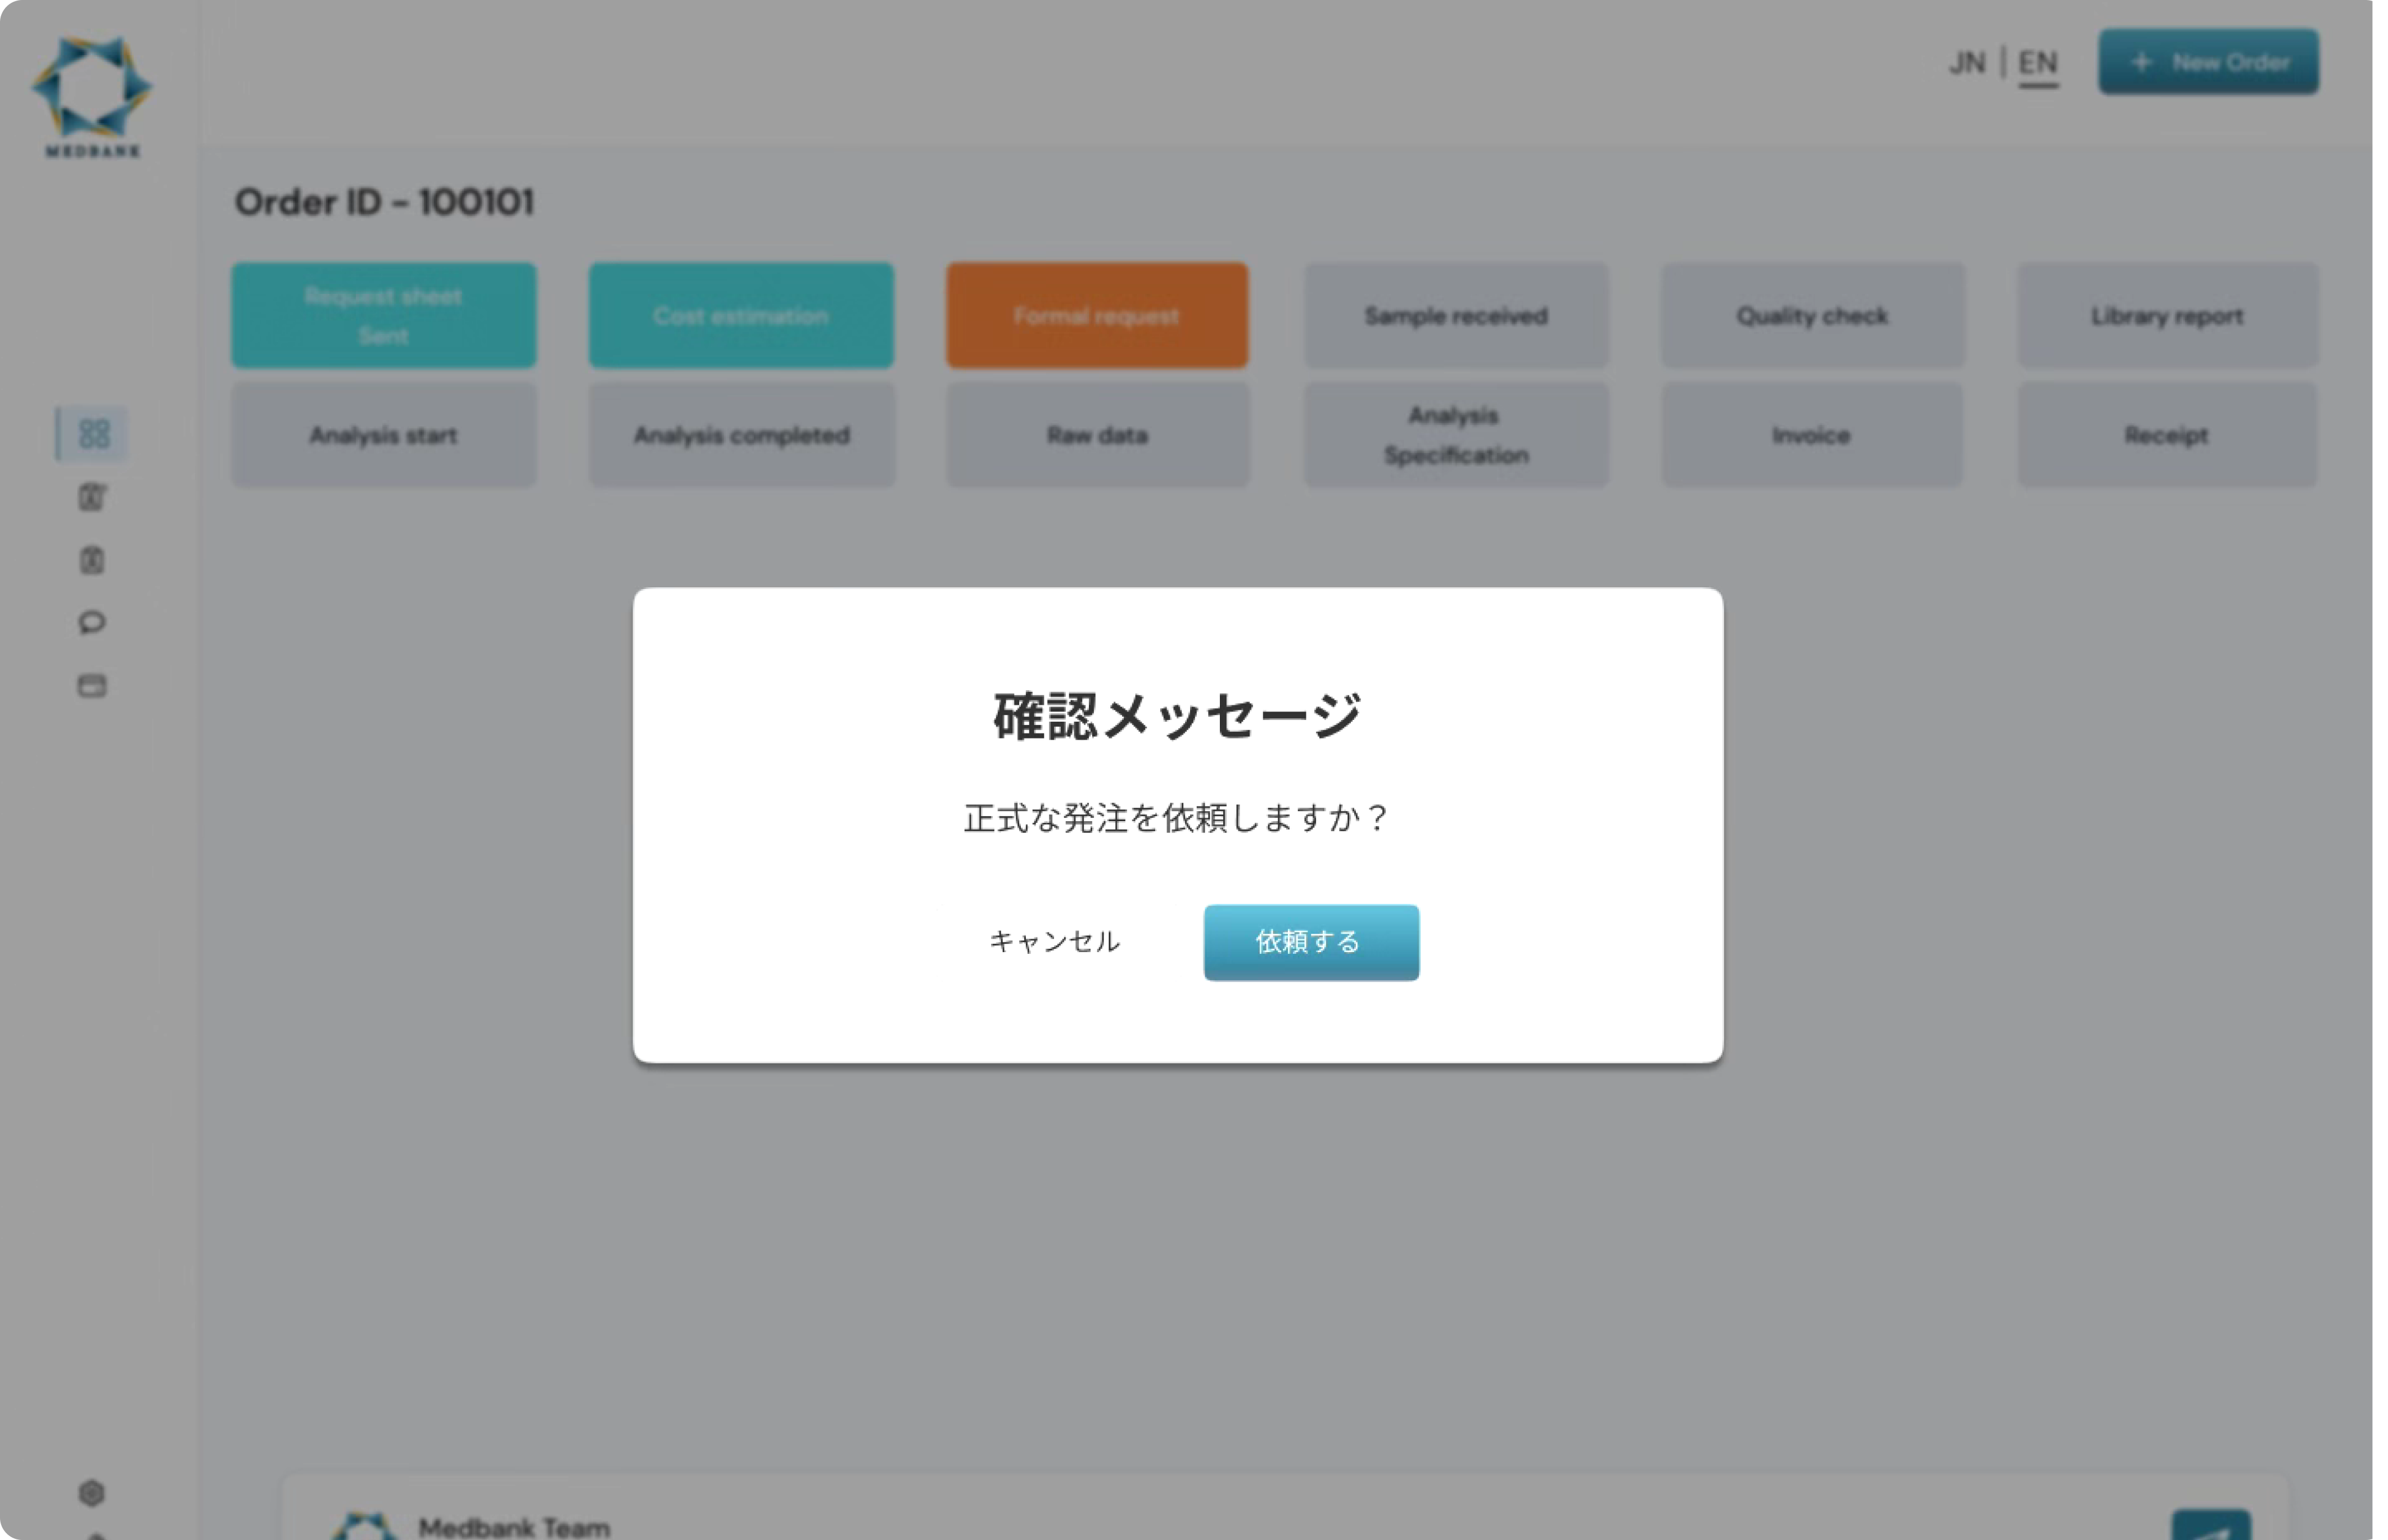 MEDBANK
JN | EN
+ New Order
Order ID - 100101
Request sheet
Sent
Cost estimation
Formal request
Sample received
Quality check
Library report
Analysis start
Analysis completed
Raw data
Analysis
Specification
Invoice
Receipt
確認メッセージ
正式な発注を依頼しますか？
キャンセル
依頼する
Medbank Team